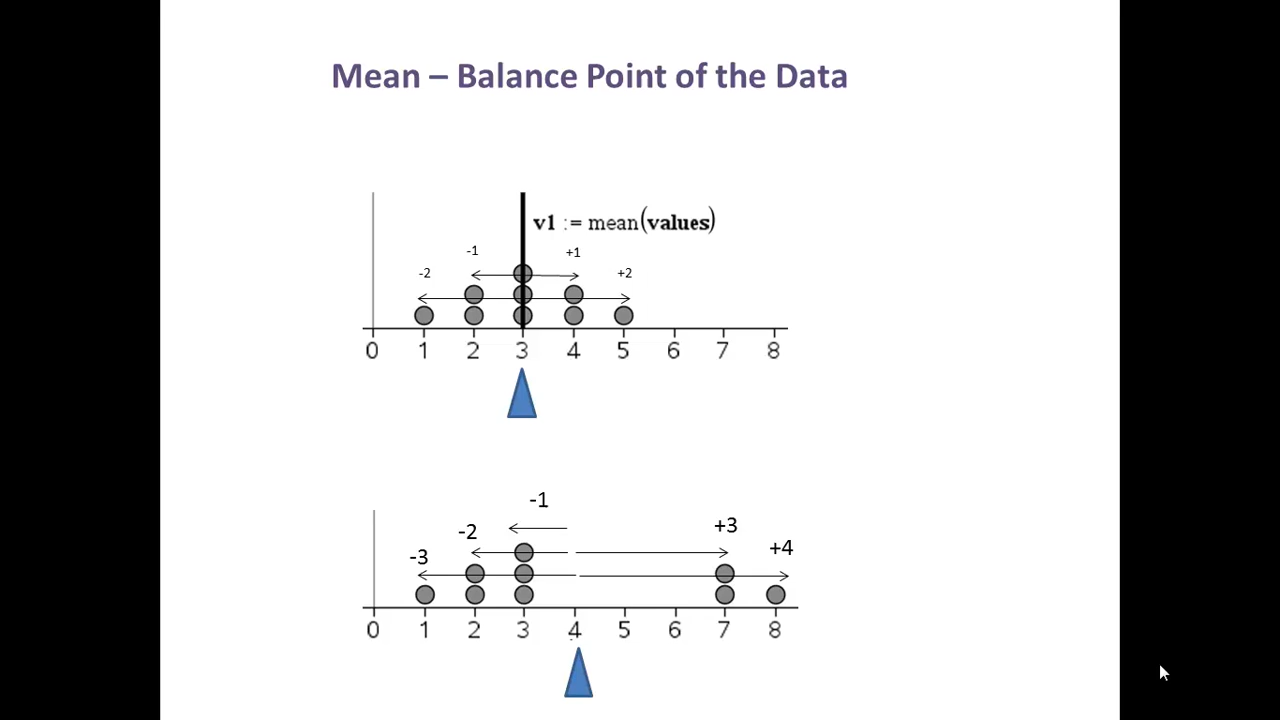 Mean – Balance Point of the Data
v1 := mean(values)
-1 +1
-2 +2
0 1 2 3 4 5 6 7 8
-1
-2 +3
-3 +4
0 1 2 3 4 5 6 7 8